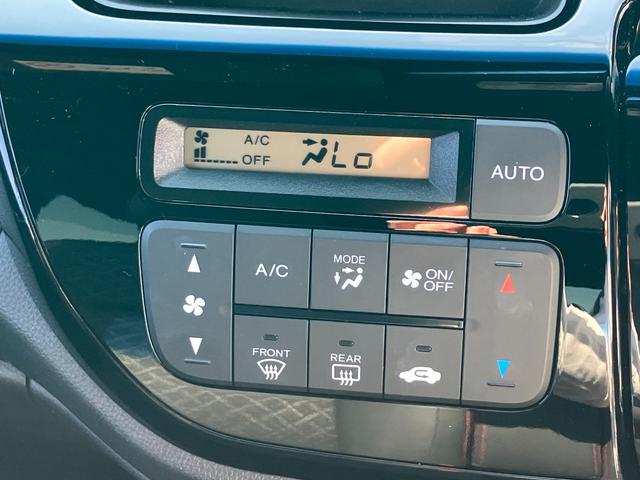 A/C
OFF
Lo
AUTO
A/C
MODE
ON/
OFF
FRONT
REAR